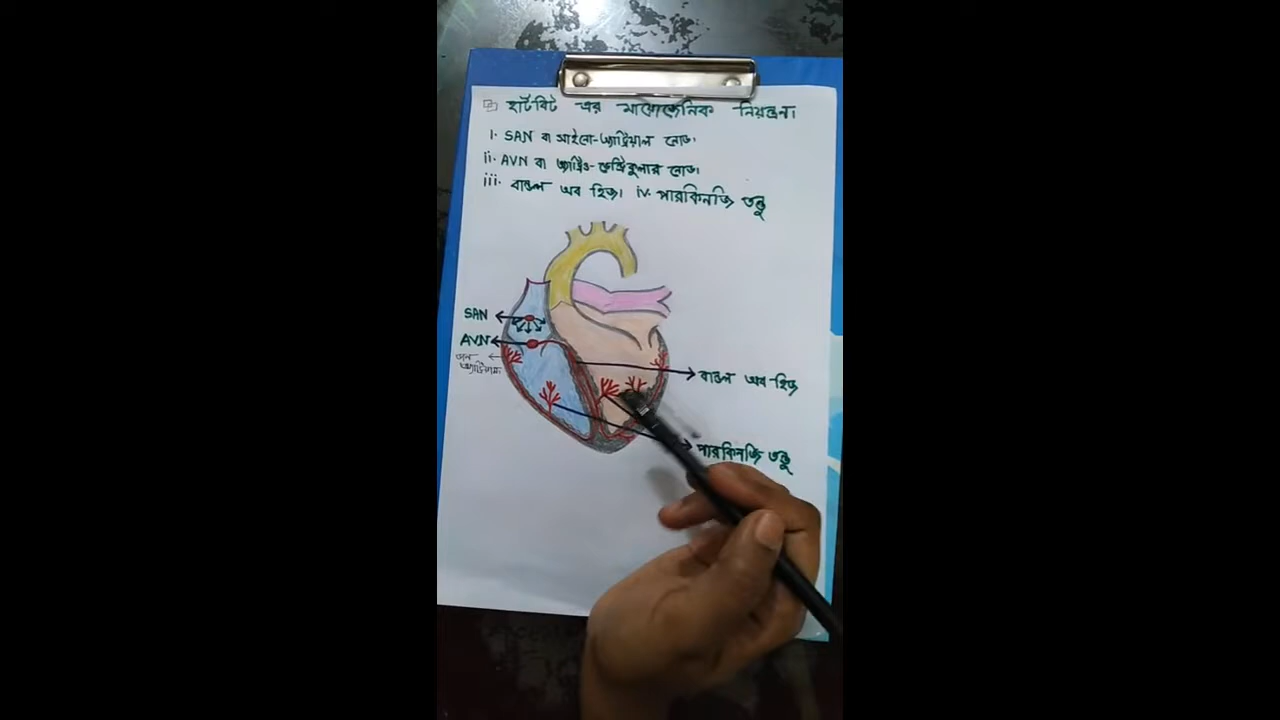 হার্টবিট এর মায়োজেনিক নিয়ন্ত্রনা
i. SAN বা সাইনো-অ্যাট্রিয়াল নোড।
ii. AVN বা অ্যাট্রিও-ভেন্ট্রিকুলার নোড।
iii. বান্ডল অব হিজ। iv. পারকিনজি তন্তু
SAN
AVN
ডান
বান্ডল অব হিজ
পারকিনজি তন্তু